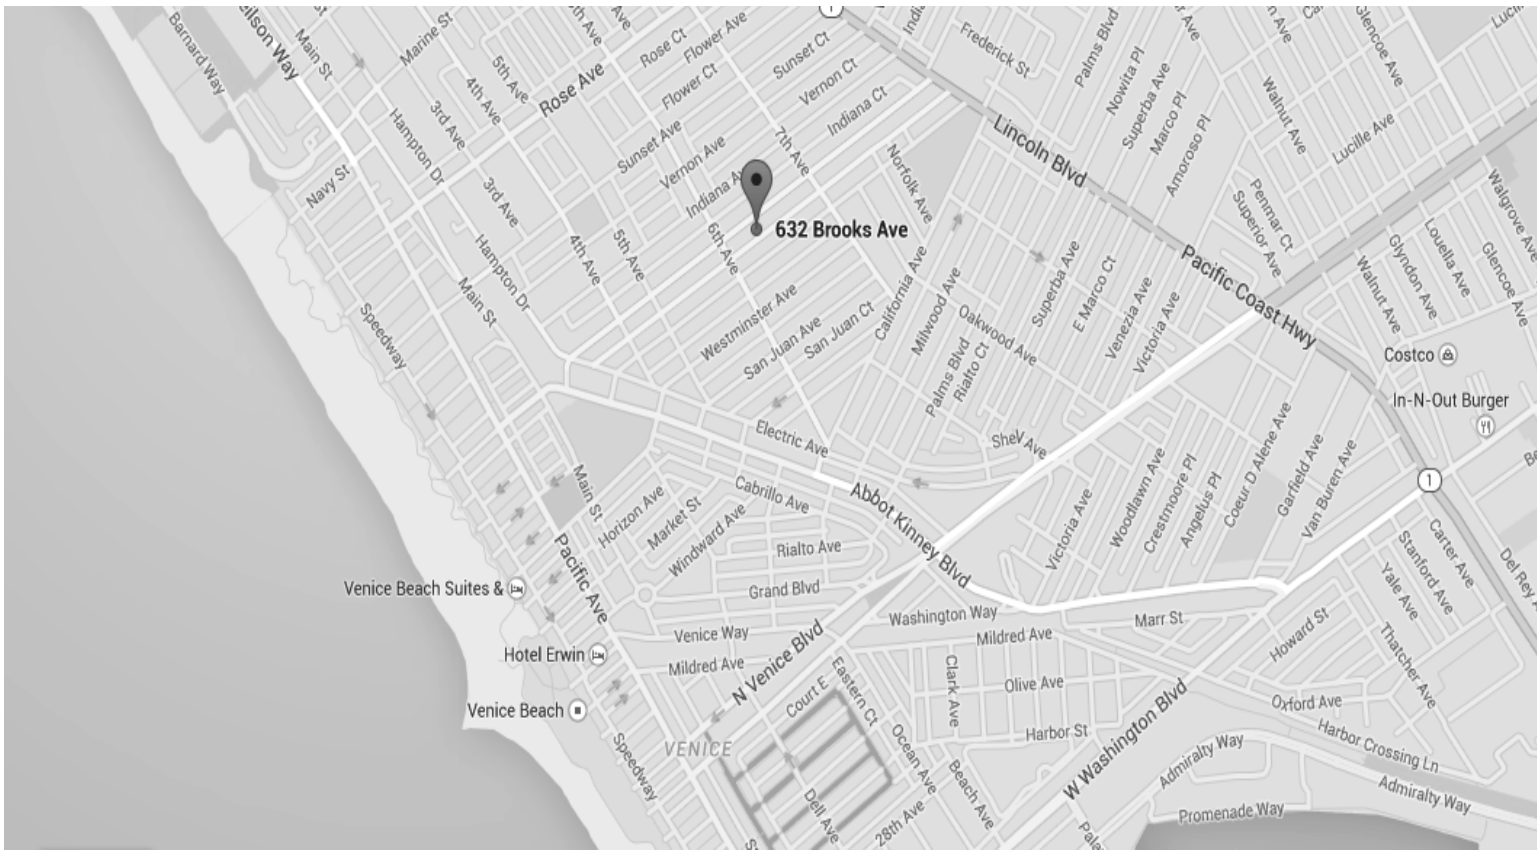 1
Barnard Way
Main St
Marine St
5th Ave
4th Ave
3rd Ave
Rose Ave
Rose Ct
Flower Ave
Flower Ct
Sunset Ct
Vernon Ct
Indiana Ct
Frederick St
Palms Blvd
Nowita Pl
Superba Ave
Marco Pl
Amoroso Pl
Walnut Ave
Glencoe Ave
Lucille Ave
Hampton Dr
Navy St
Sunset Ave
Vernon Ave
7th Ave
Norfolk Ave
Lincoln Blvd
Penmar Ct
Superior Ave
Walgrove Ave
3rd Ave
Hampton Dr
Main St
4th Ave
5th Ave
6th Ave
632 Brooks Ave
California Ave
Milwood Ave
Superba Ave
E Marco Ct
Venezia Ave
Victoria Ave
Pacific Coast Hwy
Walnut Ave
Glyndon Ave
Louella Ave
Glencoe Ave
Speedway
Westminster Ave
San Juan Ave
San Juan Ct
Oakwood Ave
Palms Blvd
Rialto Ct
Costco
In-N-Out Burger
Electric Ave
Abbot Kinney Blvd
Woodlawn Ave
Crestmoore Pl
Angelus Pl
Coeur D Alene Ave
Garfield Ave
Van Buren Ave
1
Main St
Horizon Ave
Market St
Windward Ave
Cabrillo Ave
Rialto Ave
Grand Blvd
Victoria Ave
Pacific Ave
Venice Beach Suites &
Hotel Erwin
Venice Beach
Venice Way
Mildred Ave
N Venice Blvd
Washington Way
Mildred Ave
Marr St
Howard St
Stanford Ave
Carter Ave
Yale Ave
Thatcher Ave
Eastern Ct
Court E
Clark Ave
Olive Ave
Harbor St
W Washington Blvd
Oxford Ave
Harbor Crossing Ln
Admiralty Way
Admiralty Way
Promenade Way
VENICE
Speedway
Dell Ave
Ocean Ave
Beach Ave
28th Ave